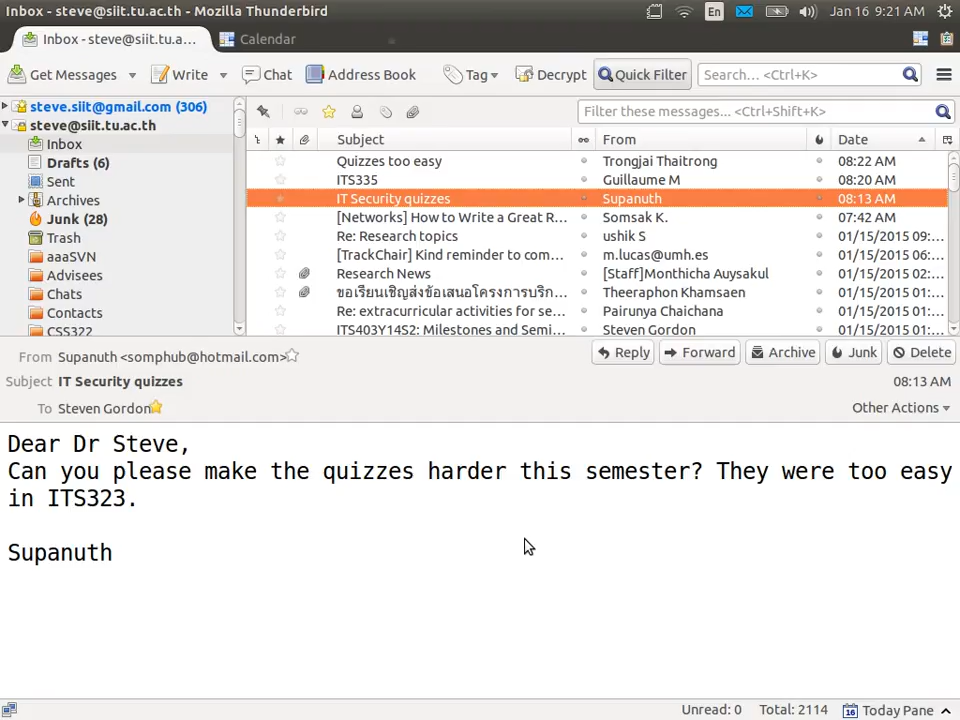 Inbox - steve@siit.tu.ac.th - Mozilla Thunderbird
En
Jan 16 9:21 AM
Inbox - steve@siit.tu.a...
Calendar
Get Messages
Write
Chat
Address Book
Tag
Decrypt
Quick Filter
Search... <Ctrl+K>
steve.siit@gmail.com (306)
Filter these messages... <Ctrl+Shift+K>
steve@siit.tu.ac.th
Subject From Date
Inbox
Quizzes too easy Trongjai Thaitrong 08:22 AM
Drafts (6)
ITS335 Guillaume M 08:20 AM
Sent
IT Security quizzes Supanuth 08:13 AM
Archives
[Networks] How to Write a Great R... Somsak K. 07:42 AM
Junk (28)
Re: Research topics ushik S 01/15/2015 09:...
Trash
[TrackChair] Kind reminder to com... m.lucas@umh.es 01/15/2015 06:...
aaaSVN
Research News [Staff]Monthicha Auysakul 01/15/2015 02:...
Advisees
ขอเรียนเชิญส่งข้อเสนอโครงการบริก... Theeraphon Khamsaen 01/15/2015 02:...
Chats
Re: extracurricular activities for se... Pairunya Chaichana 01/15/2015 01:...
Contacts
ITS403Y14S2: Milestones and Semi... Steven Gordon 01/15/2015 01:...
CSS322
From Supanuth <somphub@hotmail.com>
Reply
Forward
Archive
Junk
Delete
Subject IT Security quizzes
08:13 AM
To Steven Gordon
Other Actions
Dear Dr Steve,
Can you please make the quizzes harder this semester? They were too easy
in ITS323.
Supanuth
Unread: 0
Total: 2114
16
Today Pane